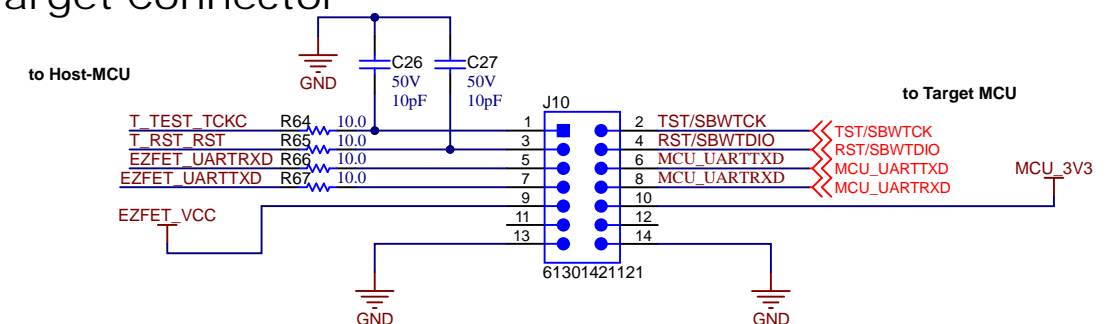 Target Connector
to Host-MCU
to Target MCU
GND
C26
50V
10pF
C27
50V
10pF
J10
T_TEST_TCKC R64 10.0 1 2 TST/SBWTCK TST/SBWTCK
T_RST_RST R65 10.0 3 4 RST/SBWTDIO RST/SBWTDIO
EZFET_UARTRXD R66 10.0 5 6 MCU_UARTTXD MCU_UARTTXD
EZFET_UARTTXD R67 10.0 7 8 MCU_UARTRXD MCU_UARTRXD
MCU_3V3
9 10
EZFET_VCC
11 12
13 14
61301421121
GND GND